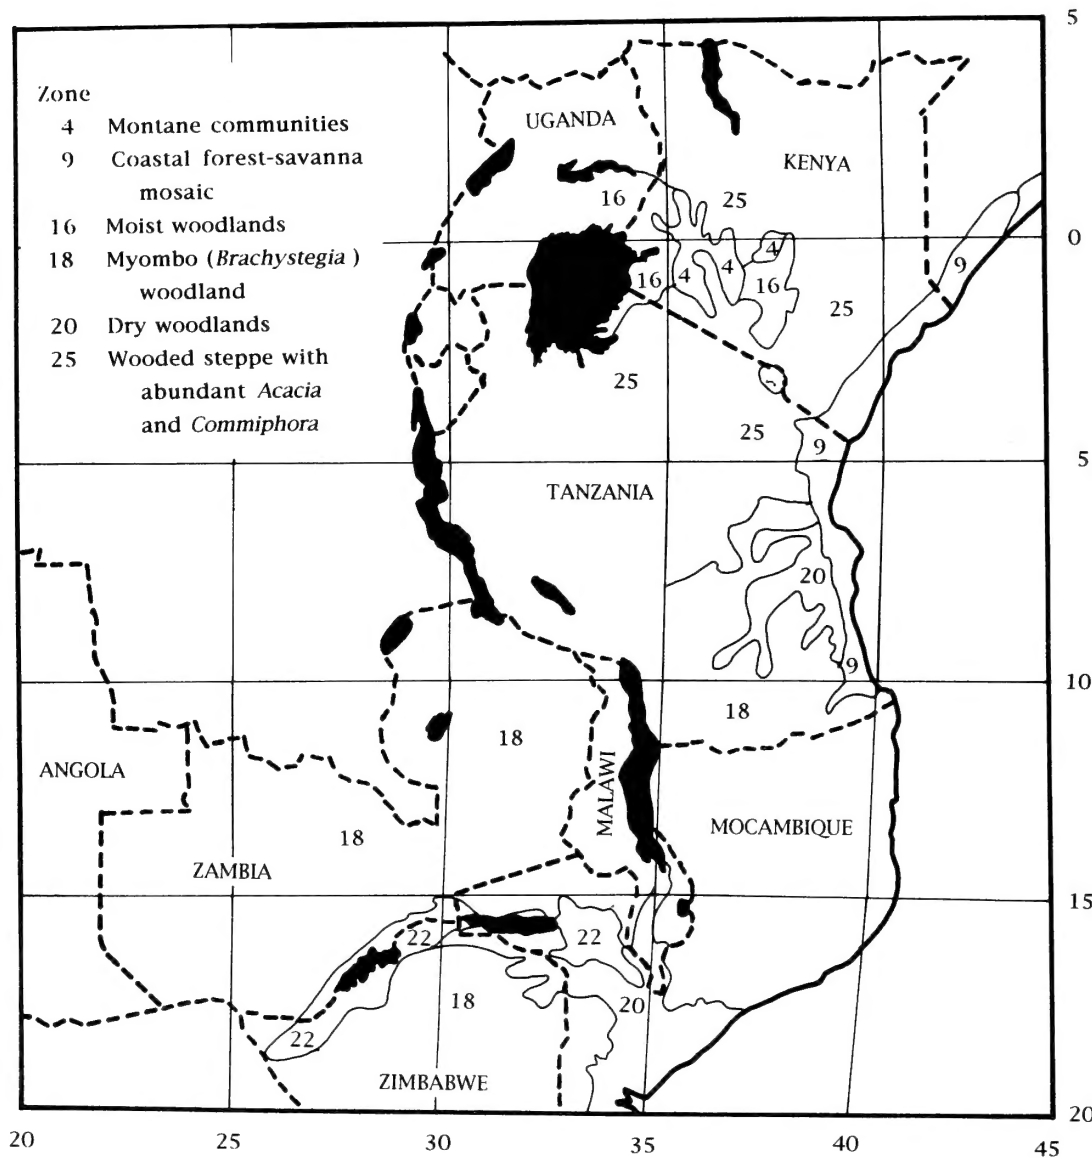 5
Zone
4 Montane communities
9 Coastal forest-savanna
mosaic
16 Moist woodlands
18 Myombo (Brachystegia)
woodland
20 Dry woodlands
25 Wooded steppe with
abundant Acacia
and Commiphora
UGANDA
KENYA
16
25
0
4
4
4
16
16
9
25
25
25
9
5
TANZANIA
20
9
10
18
18
ANGOLA
MALAWI
MOCAMBIQUE
18
ZAMBIA
15
22
22
18
20
22
ZIMBABWE
20
20
25
30
35
40
45